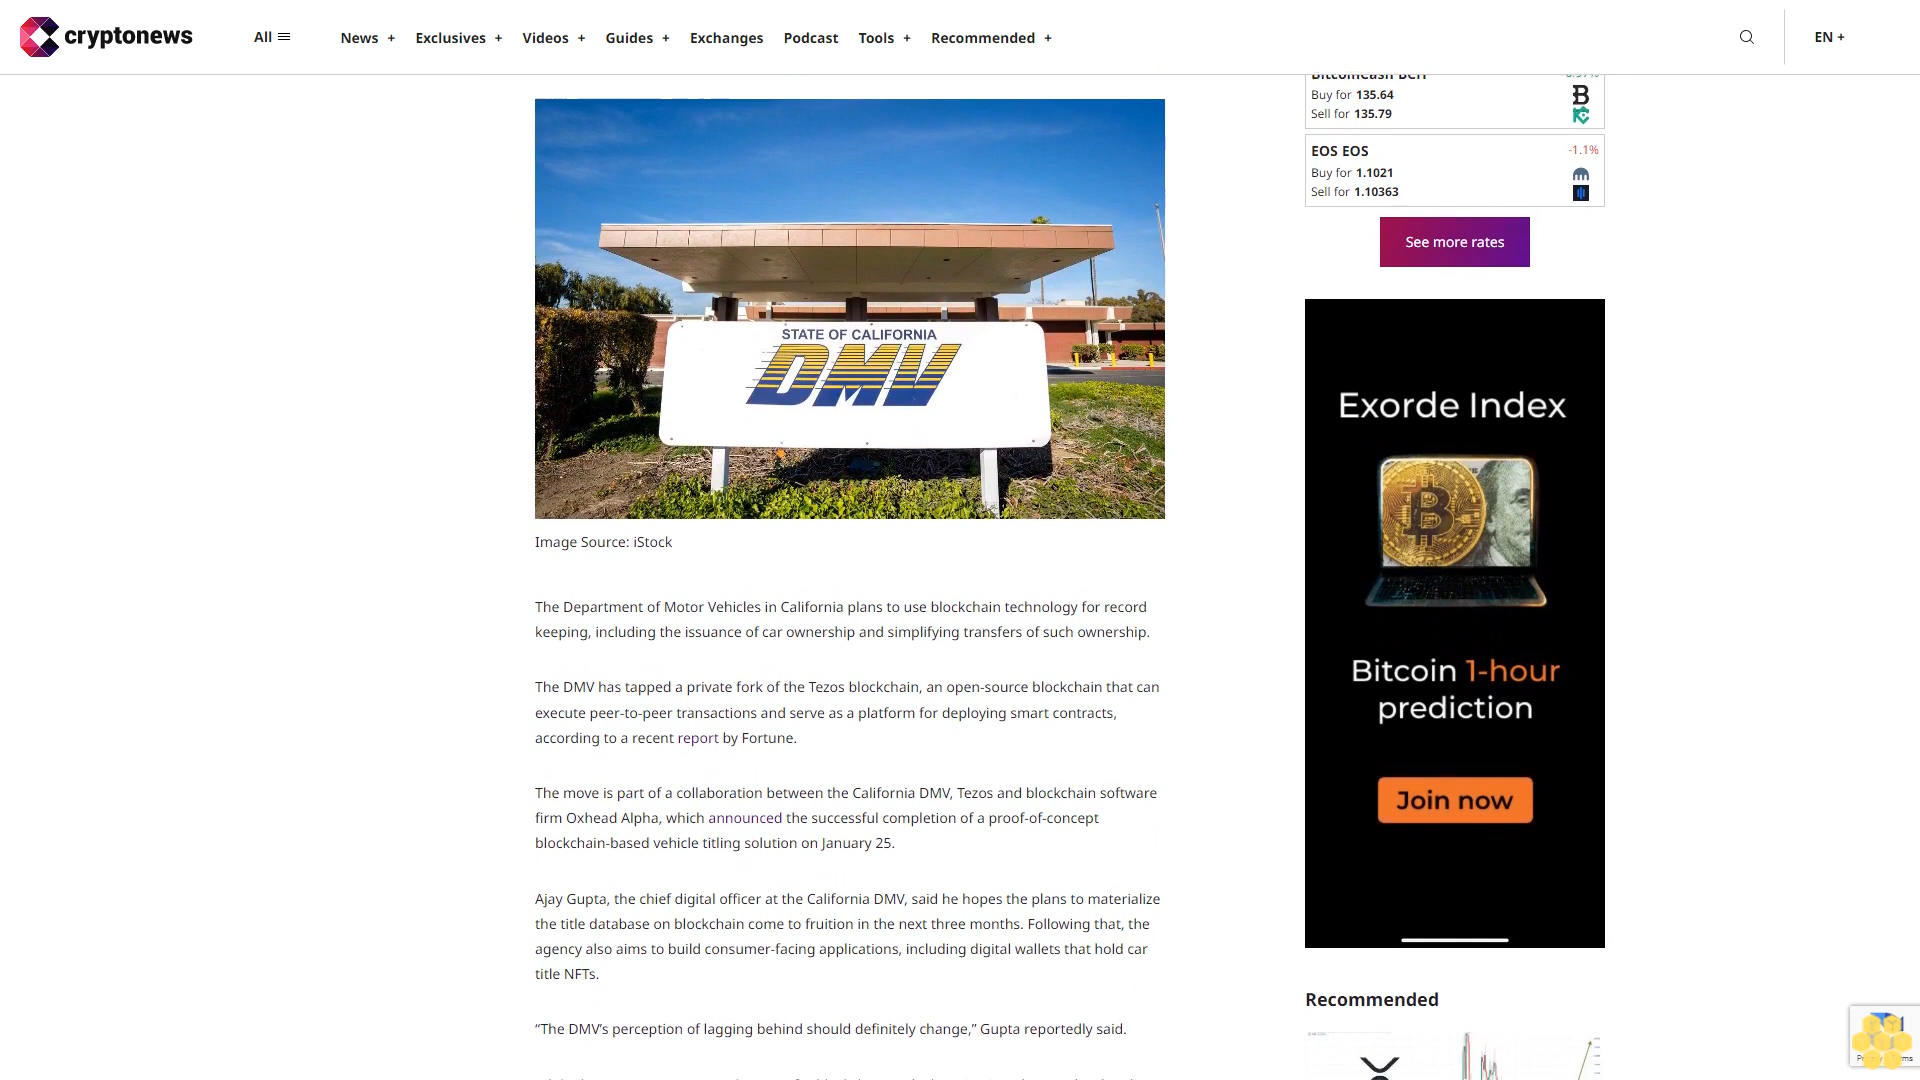 cryptonews
All
News +
Exclusives +
Videos +
Guides +
Exchanges
Podcast
Tools +
Recommended +
EN +
STATE OF CALIFORNIA
DMV
Image Source: iStock
The Department of Motor Vehicles in California plans to use blockchain technology for record
keeping, including the issuance of car ownership and simplifying transfers of such ownership.
The DMV has tapped a private fork of the Tezos blockchain, an open-source blockchain that can
execute peer-to-peer transactions and serve as a platform for deploying smart contracts,
according to a recent report by Fortune.
The move is part of a collaboration between the California DMV, Tezos and blockchain software
firm Oxhead Alpha, which announced the successful completion of a proof-of-concept
blockchain-based vehicle titling solution on January 25.
Ajay Gupta, the chief digital officer at the California DMV, said he hopes the plans to materialize
the title database on blockchain come to fruition in the next three months. Following that, the
agency also aims to build consumer-facing applications, including digital wallets that hold car
title NFTs.
“The DMV’s perception of lagging behind should definitely change,” Gupta reportedly said.
BitcoinCash BCH
Buy for 135.64
Sell for 135.79
EOS EOS
-1.1%
Buy for 1.1021
Sell for 1.10363
See more rates
Exorde Index
Bitcoin 1-hour
prediction
Join now
Recommended